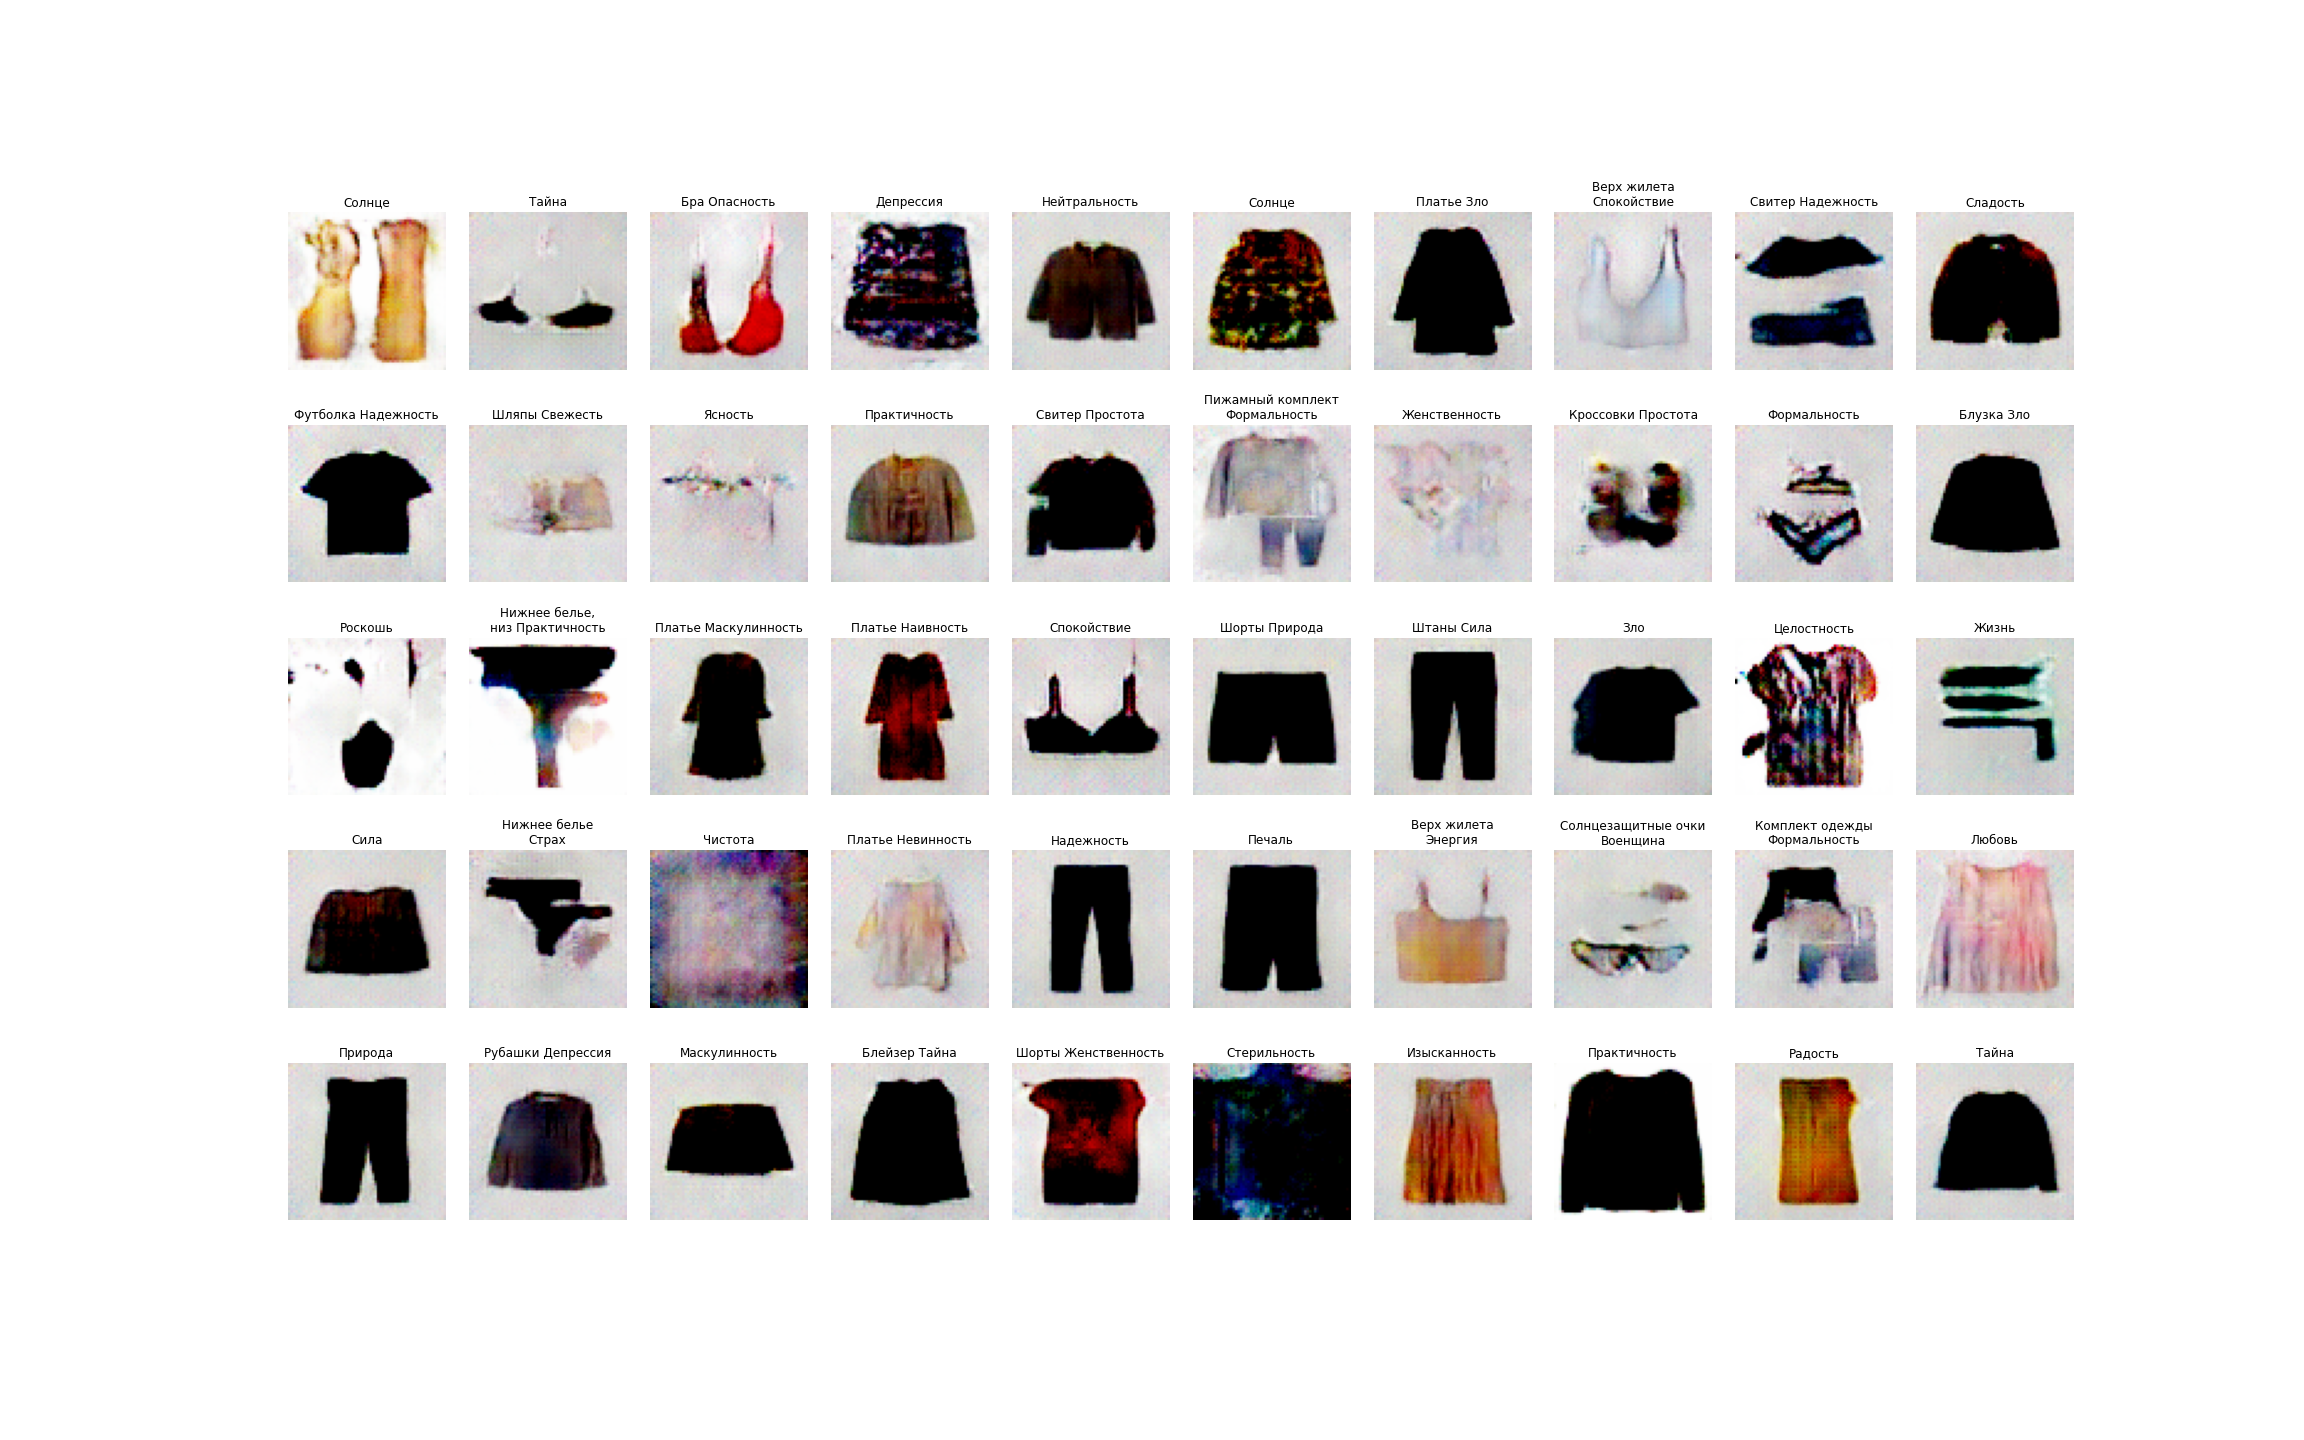 Солнце
Тайна
Бра Опасность
Депрессия
Нейтральность
Солнце
Платье Зло
Верх жилета
Спокойствие
Свитер Надежность
Сладость
Футболка Надежность
Шляпы Свежесть
Ясность
Практичность
Свитер Простота
Пижамный комплект
Формальность
Женственность
Кроссовки Простота
Формальность
Блузка Зло
Роскошь
Нижнее белье,
низ Практичность
Платье Маскулинность
Платье Наивность
Спокойствие
Шорты Природа
Штаны Сила
Зло
Целостность
Жизнь
Сила
Нижнее белье
Страх
Чистота
Платье Невинность
Надежность
Печаль
Верх жилета
Энергия
Солнцезащитные очки
Военщина
Комплект одежды
Формальность
Любовь
Природа
Рубашки Депрессия
Маскулинность
Блейзер Тайна
Шорты Женственность
Стерильность
Изысканность
Практичность
Радость
Тайна